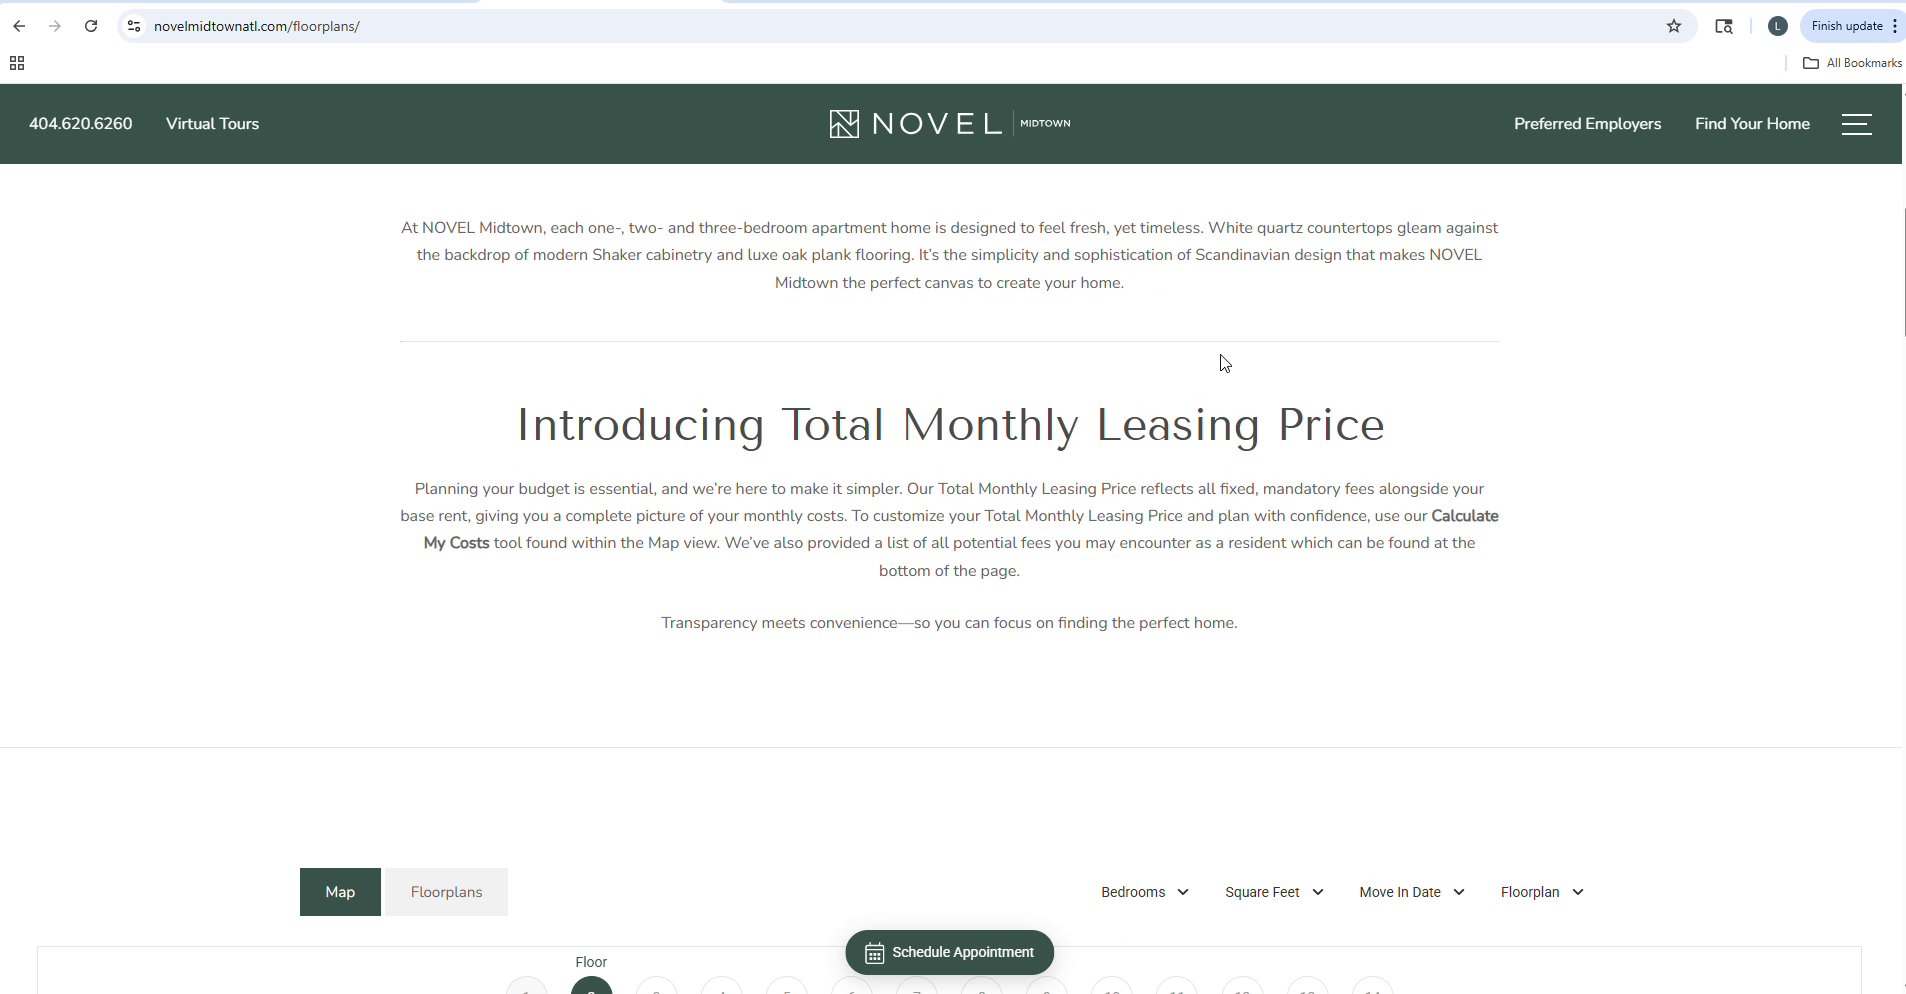 novelmidtownatl.com/floorplans/
L
Finish update
All Bookmarks
404.620.6260
Virtual Tours
NOVEL MIDTOWN
Preferred Employers
Find Your Home
At NOVEL Midtown, each one-, two- and three-bedroom apartment home is designed to feel fresh, yet timeless. White quartz countertops gleam against
the backdrop of modern Shaker cabinetry and luxe oak plank flooring. It’s the simplicity and sophistication of Scandinavian design that makes NOVEL
Midtown the perfect canvas to create your home.
Introducing Total Monthly Leasing Price
Planning your budget is essential, and we’re here to make it simpler. Our Total Monthly Leasing Price reflects all fixed, mandatory fees alongside your
base rent, giving you a complete picture of your monthly costs. To customize your Total Monthly Leasing Price and plan with confidence, use our Calculate
My Costs tool found within the Map view. We’ve also provided a list of all potential fees you may encounter as a resident which can be found at the
bottom of the page.
Transparency meets convenience—so you can focus on finding the perfect home.
Map
Floorplans
Bedrooms
Square Feet
Move In Date
Floorplan
Schedule Appointment
Floor